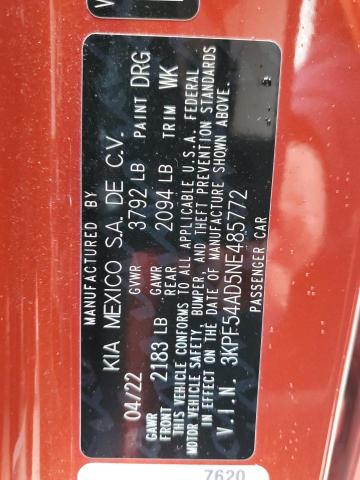 MANUFACTURED BY
KIA MEXICO S.A. DE C.V.
04/22 GVWR 3792 LB PAINT DRG
GAWR 2183 LB GAWR REAR 2094 LB TRIM WK
THIS VEHICLE CONFORMS TO ALL APPLICABLE U.S.A. FEDERAL
MOTOR VEHICLE SAFETY, BUMPER, AND THEFT PREVENTION STANDARDS
IN EFFECT ON THE DATE OF MANUFACTURE SHOWN ABOVE.
V.I.N. 3KPF54AD5NE485772
PASSENGER CAR
7620